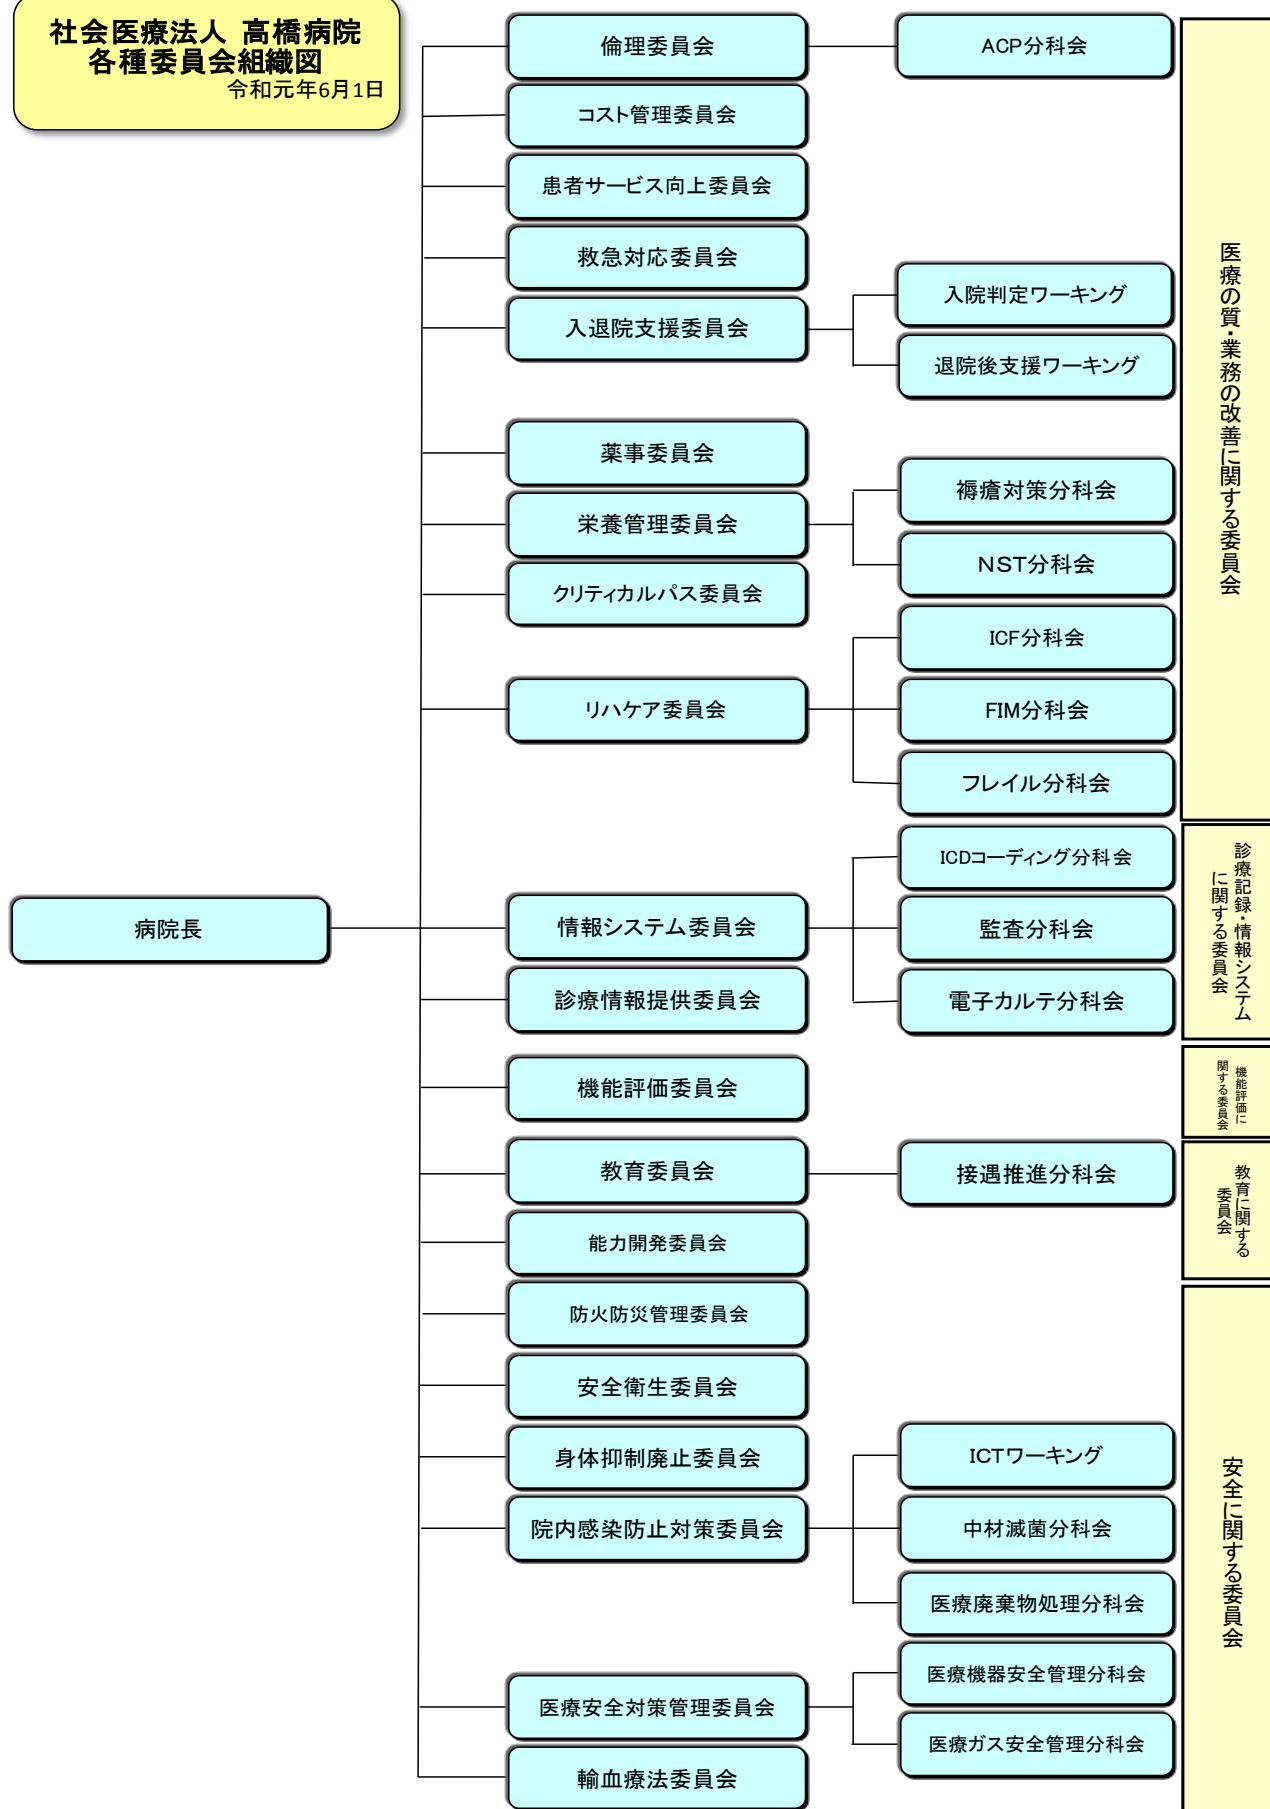 社会医療法人 高橋病院
各種委員会組織図
令和元年6月1日
病院長
倫理委員会
ACP分科会
コスト管理委員会
患者サービス向上委員会
救急対応委員会
入退院支援委員会
入院判定ワーキング
退院後支援ワーキング
薬事委員会
栄養管理委員会
褥瘡対策分科会
NST分科会
クリティカルパス委員会
リハケア委員会
ICF分科会
FIM分科会
フレイル分科会
情報システム委員会
ICDコーディング分科会
監査分科会
電子カルテ分科会
診療情報提供委員会
機能評価委員会
教育委員会
接遇推進分科会
能力開発委員会
防火防災管理委員会
安全衛生委員会
身体抑制廃止委員会
院内感染防止対策委員会
ICTワーキング
中材滅菌分科会
医療廃棄物処理分科会
医療安全対策管理委員会
医療機器安全管理分科会
医療ガス安全管理分科会
輸血療法委員会
医療の質・業務の改善に関する委員会
診療記録・情報システム
に関する委員会
機能評価に
関する委員会
教育に関する
委員会
安全に関する委員会